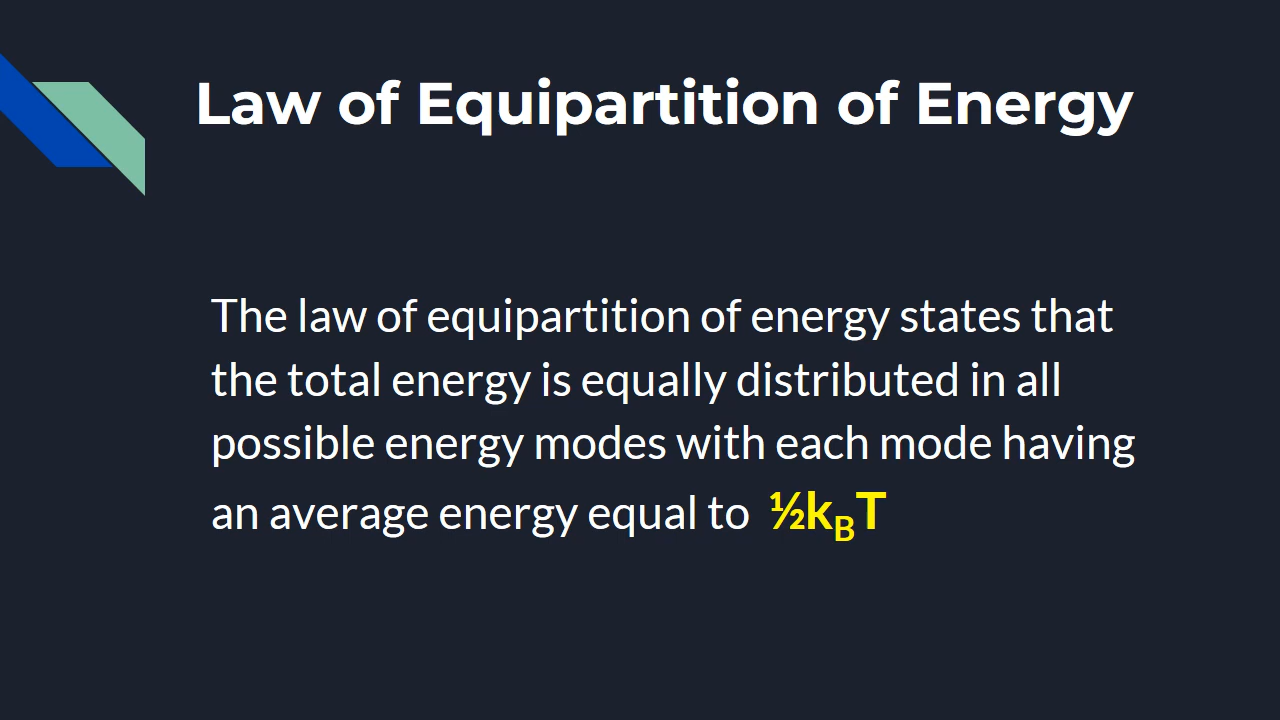 Law of Equipartition of Energy
The law of equipartition of energy states that
the total energy is equally distributed in all
possible energy modes with each mode having
an average energy equal to ½k_BT